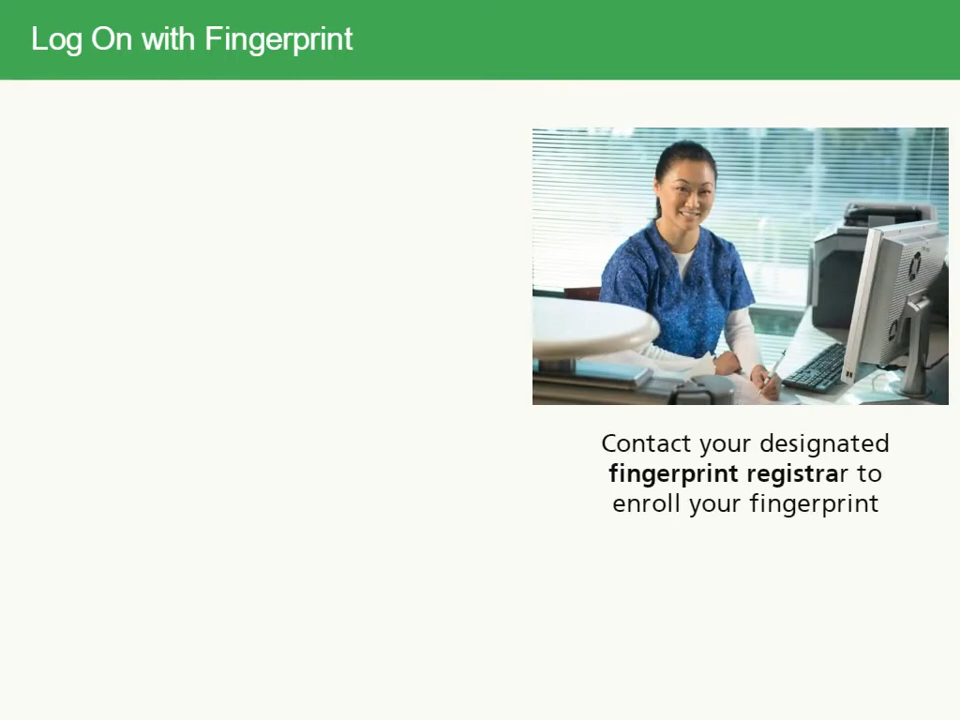 Log On with Fingerprint
Contact your designated
fingerprint registrar to
enroll your fingerprint